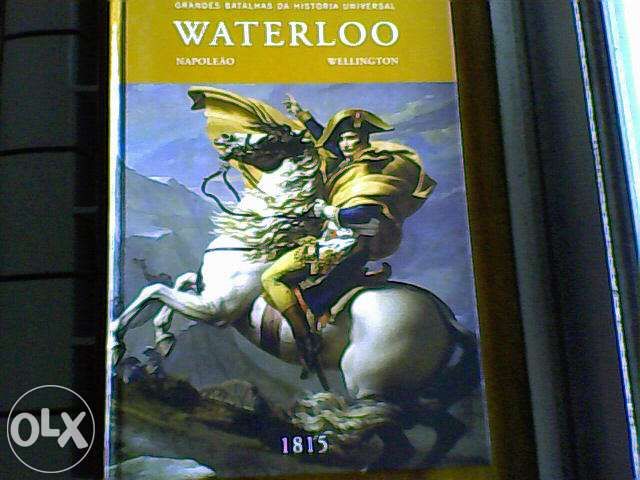 GRANDES BATALHAS DA HISTÓRIA UNIVERSAL
WATERLOO
NAPOLEÃO WELLINGTON
1815
OLX